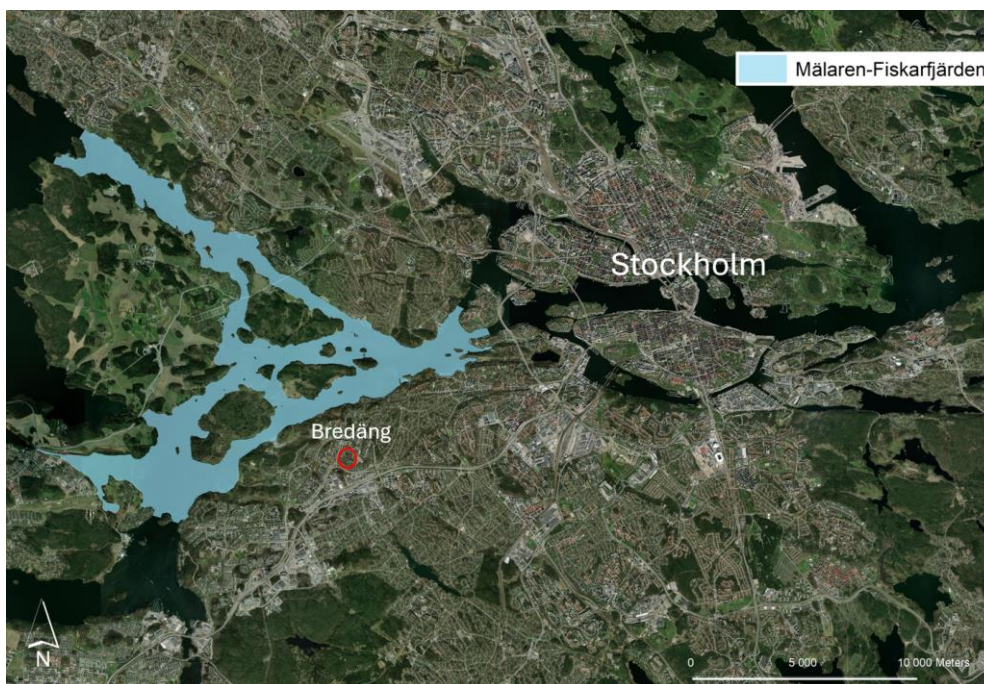 Mälaren-Fiskarfjärden
Stockholm
Bredäng
N
0 5 000 10 000 Meters